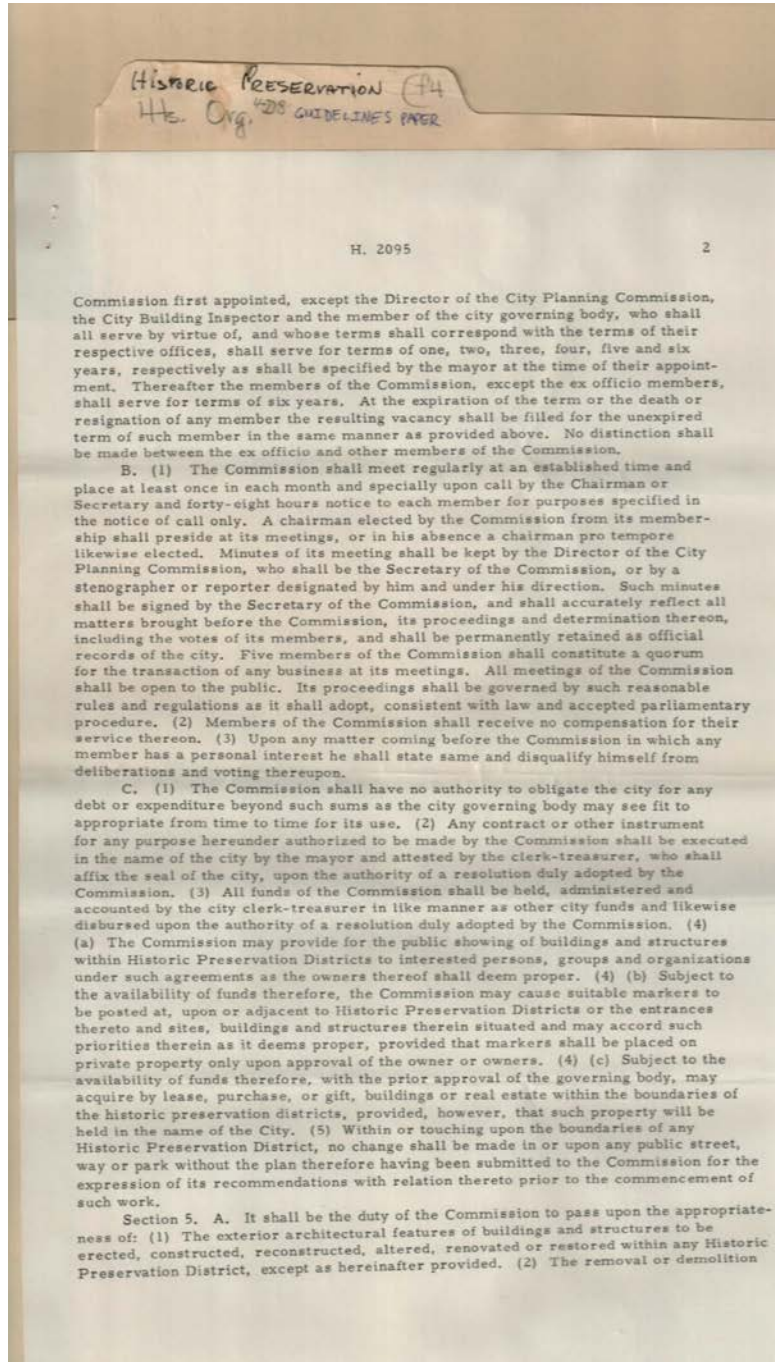 Historic Preservation
Hts. Org. GUIDELINES PAPER
H. 2095 2
Commission first appointed, except the Director of the City Planning Commission,
the City Building Inspector and the member of the city governing body, who shall
all serve by virtue of, and whose terms shall correspond with the terms of their
respective offices, shall serve for terms of one, two, three, four, five and six
years, respectively as shall be specified by the mayor at the time of their appoint-
ment. Thereafter the members of the Commission, except the ex officio members,
shall serve for terms of six years. At the expiration of the term or the death or
resignation of any member the resulting vacancy shall be filled for the unexpired
term of such member in the same manner as provided above. No distinction shall
be made between the ex officio and other members of the Commission.
B. (1) The Commission shall meet regularly at an established time and
place at least once in each month and specially upon call by the Chairman or
Secretary and forty-eight hours notice to each member for purposes specified in
the notice of call only. A chairman elected by the Commission from its member-
ship shall preside at its meetings, or in his absence a chairman pro tempore
likewise elected. Minutes of its meeting shall be kept by the Director of the City
Planning Commission, who shall be the Secretary of the Commission, or by a
stenographer or reporter designated by him and under his direction. Such minutes
shall be signed by the Secretary of the Commission, and shall accurately reflect all
matters brought before the Commission, its proceedings and determination thereon,
including the votes of its members, and shall be permanently retained as official
records of the city. Five members of the Commission shall constitute a quorum
for the transaction of any business at its meetings. All meetings of the Commission
shall be open to the public. Its proceedings shall be governed by such reasonable
rules and regulations as it shall adopt, consistent with law and accepted parliamentary
procedure. (2) Members of the Commission shall receive no compensation for their
service thereon. (3) Upon any matter coming before the Commission in which any
member has a personal interest he shall state same and disqualify himself from
deliberations and voting thereupon.
C. (1) The Commission shall have no authority to obligate the city for any
debt or expenditure beyond such sums as the city governing body may see fit to
appropriate from time to time for its use. (2) Any contract or other instrument
for any purpose hereunder authorized to be made by the Commission shall be executed
in the name of the city by the mayor and attested by the clerk-treasurer, who shall
affix the seal of the city, upon the authority of a resolution duly adopted by the
Commission. (3) All funds of the Commission shall be held, administered and
accounted by the city clerk-treasurer in like manner as other city funds and likewise
disbursed upon the authority of a resolution duly adopted by the Commission. (4)
(a) The Commission may provide for the public showing of buildings and structures
within Historic Preservation Districts to interested persons, groups and organizations
under such agreements as the owners thereof shall deem proper. (4) (b) Subject to
the availability of funds therefore, the Commission may cause suitable markers to
be posted at, upon or adjacent to Historic Preservation Districts or the entrances
thereto and sites, buildings and structures therein situated and may accord such
priorities therein as it deems proper, provided that markers shall be placed on
private property only upon approval of the owner or owners. (4) (c) Subject to the
availability of funds therefore, with the prior approval of the governing body, may
acquire by lease, purchase, or gift, buildings or real estate within the boundaries of
the historic preservation districts, provided, however, that such property will be
held in the name of the City. (5) Within or touching upon the boundaries of any
Historic Preservation District, no change shall be made in or upon any public street,
way or park without the plan therefore having been submitted to the Commission for the
expression of its recommendations with relation thereto prior to the commencement of
such work.
Section 5. A. It shall be the duty of the Commission to pass upon the appropriate-
ness of: (1) The exterior architectural features of buildings and structures to be
erected, constructed, reconstructed, altered, renovated or restored within any Historic
Preservation District, except as hereinafter provided. (2) The removal or demolition